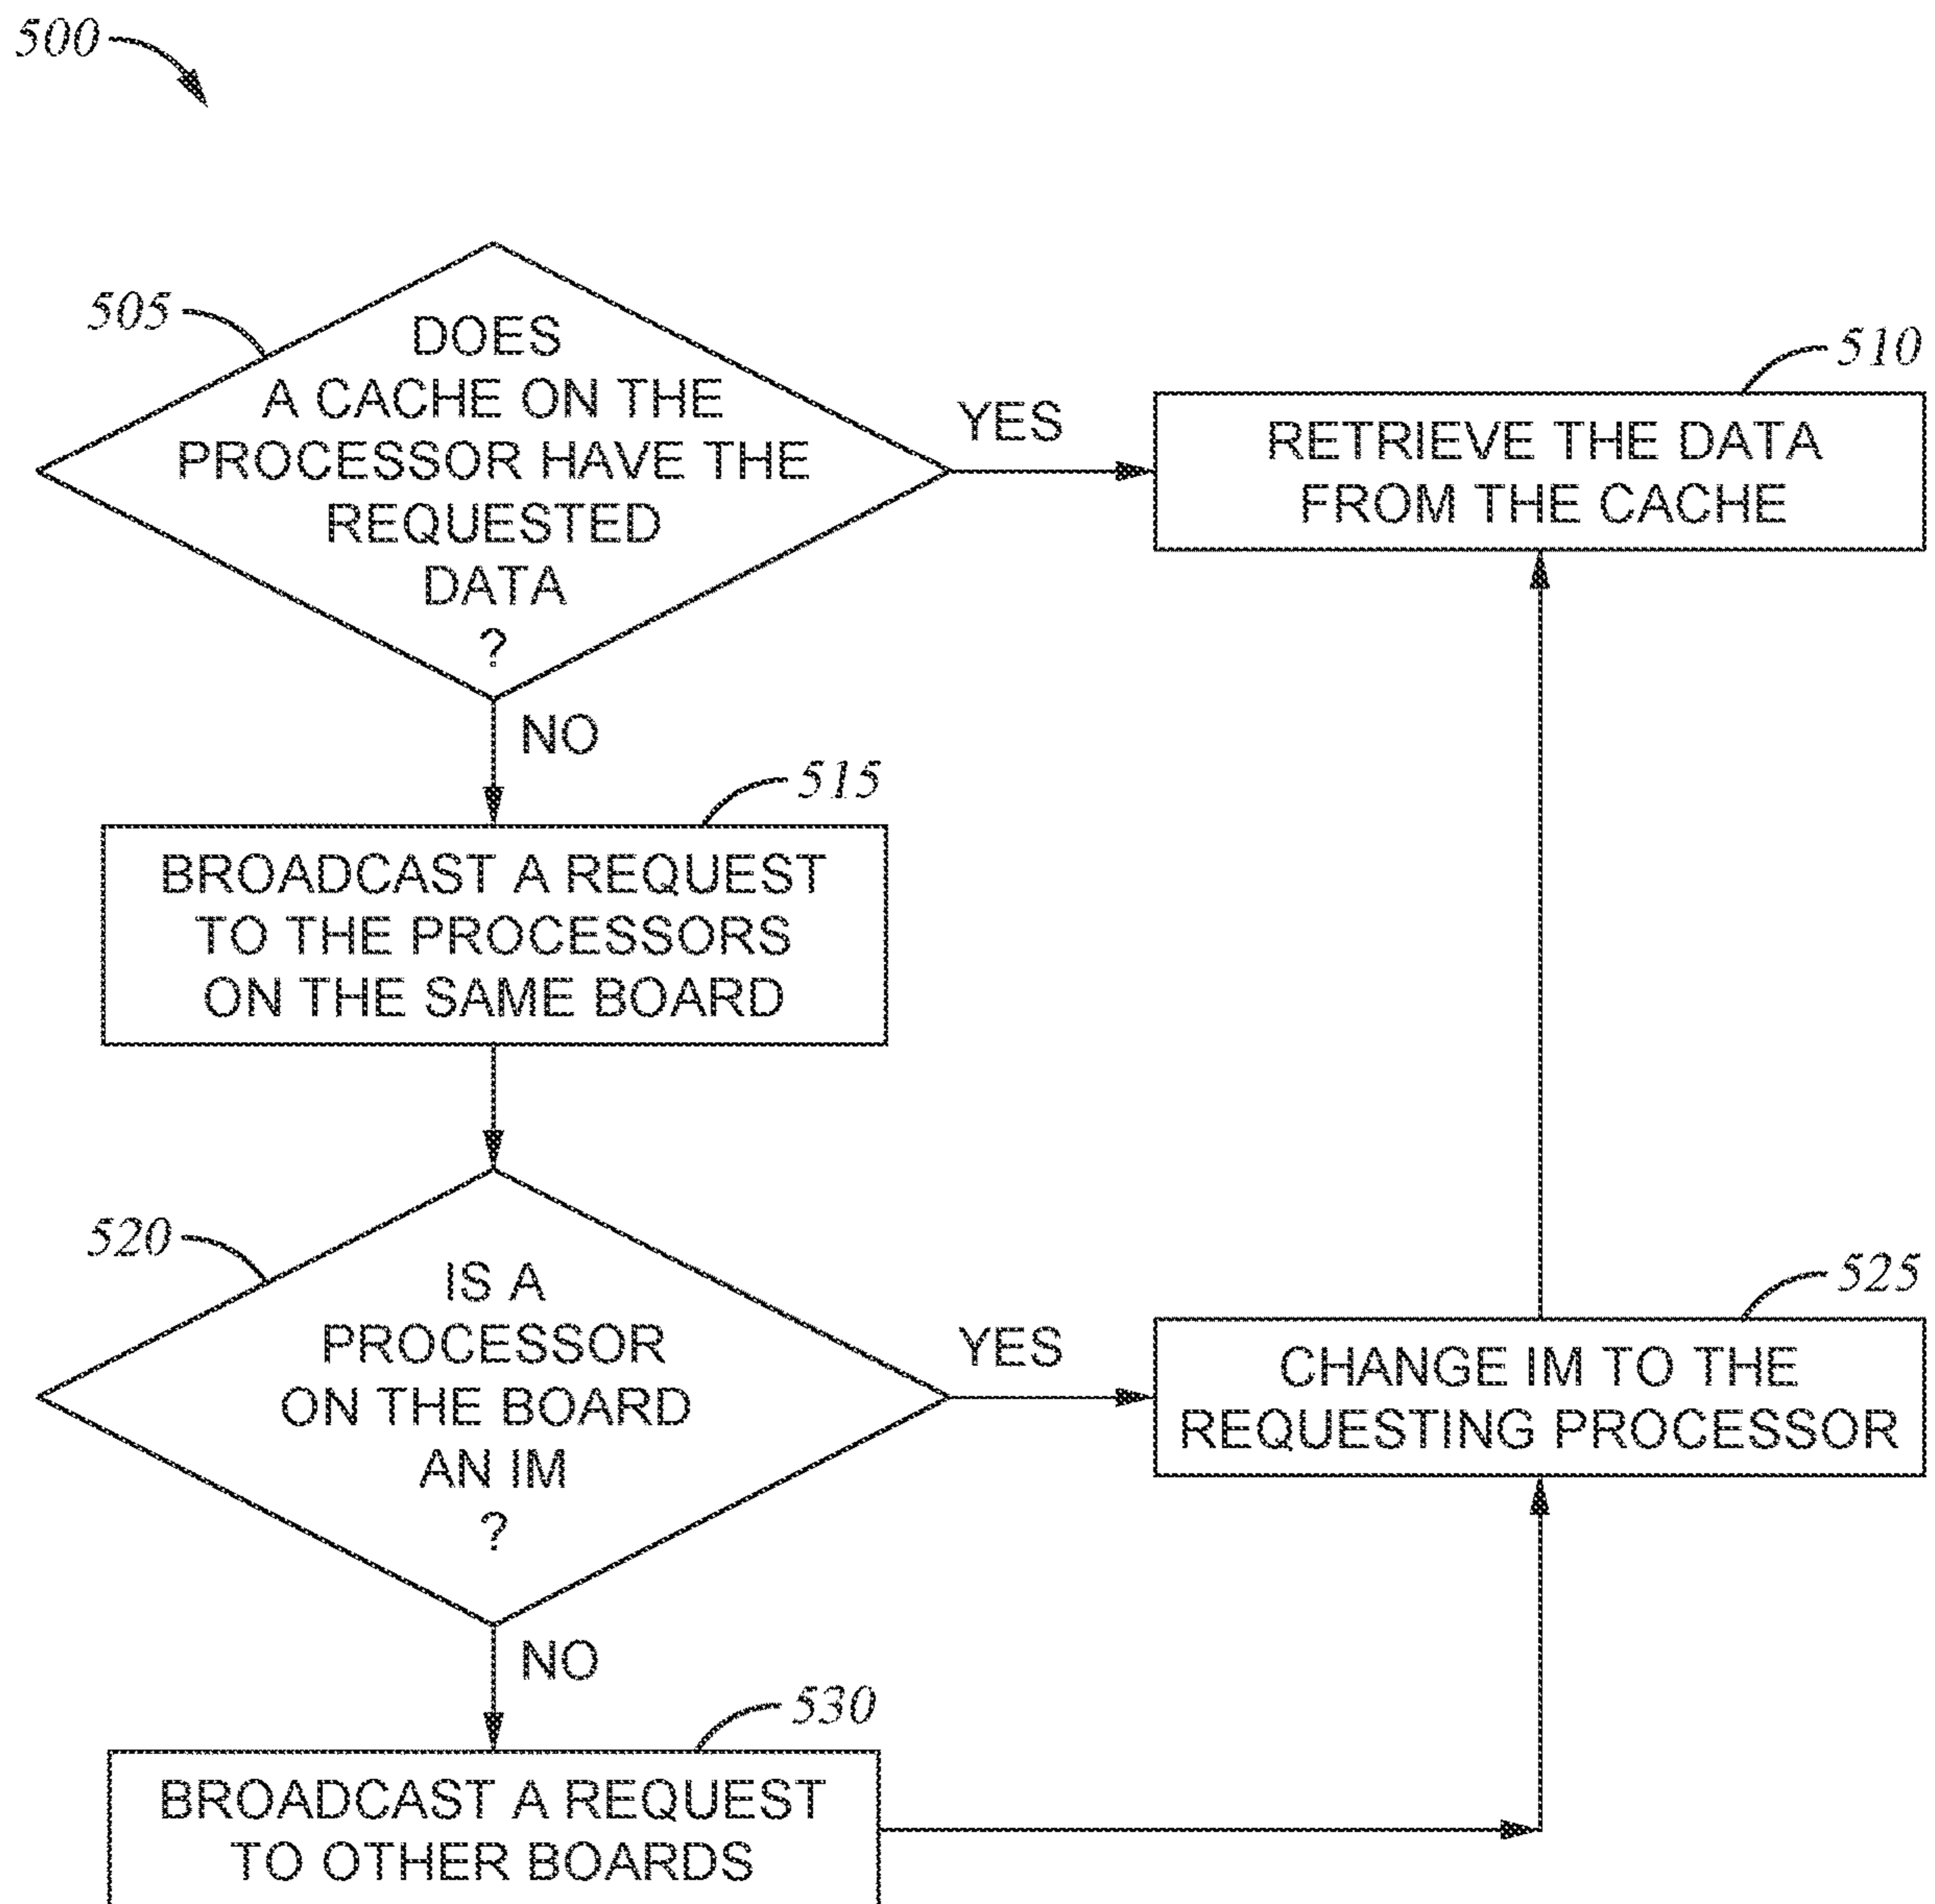 500
505
DOES
A CACHE ON THE
PROCESSOR HAVE THE
REQUESTED
DATA
?
YES
510
RETRIEVE THE DATA
FROM THE CACHE
NO
515
BROADCAST A REQUEST
TO THE PROCESSORS
ON THE SAME BOARD
520
IS A
PROCESSOR
ON THE BOARD
AN IM
?
YES
525
CHANGE IM TO THE
REQUESTING PROCESSOR
NO
530
BROADCAST A REQUEST
TO OTHER BOARDS